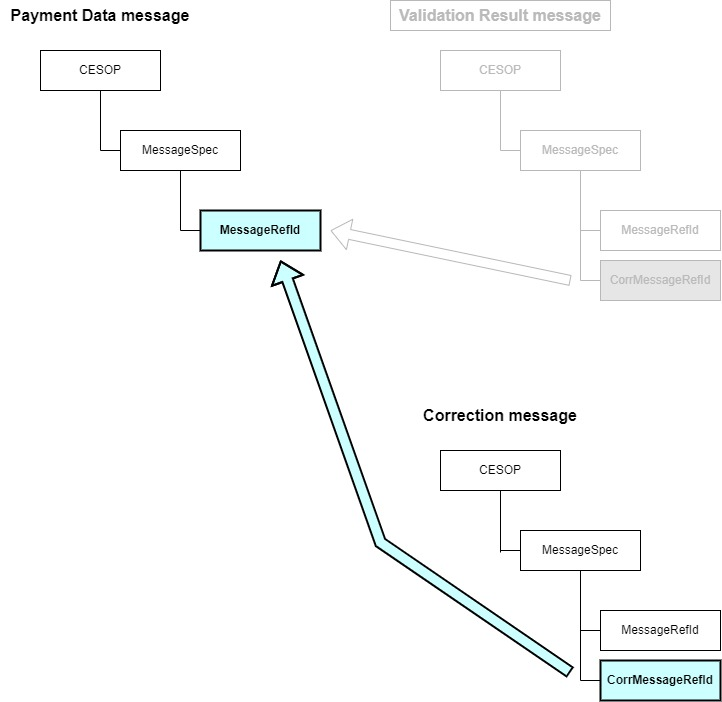 Payment Data message
CESOP
MessageSpec
MessageRefId
Validation Result message
CESOP
MessageSpec
MessageRefId
CorrMessageRefId
Correction message
CESOP
MessageSpec
MessageRefId
CorrMessageRefId